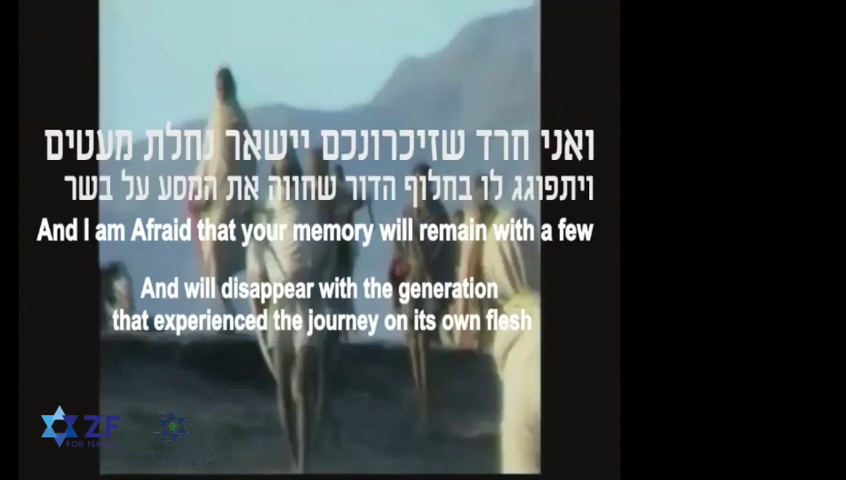 ואני חרד שזיכרונכם יישאר נחלת מעטים
ויתפוגג לו בחלוף הדור שחווה את המסע על בשרו
And I am Afraid that your memory will remain with a few
And will disappear with the generation
that experienced the journey on its own flesh
ZF
FOR ISRAEL